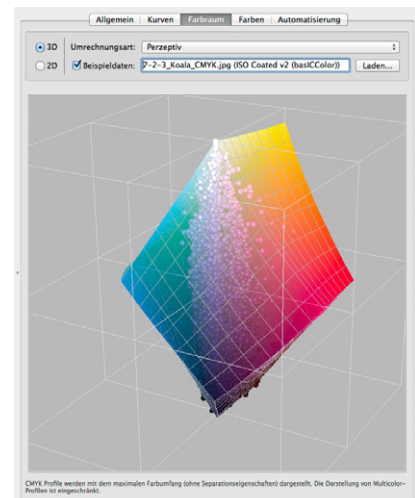 Allgemein Kurven Farbraum Farben Automatisierung
3D Umrechnungsart: Perzeptiv
2D Beispieldaten: 7-2-3_Koala_CMYK.jpg (ISO Coated v2 (basICColor)) Laden...
CMYK Profile werden mit dem maximalen Farbumfang (ohne Separationseigenschaften) dargestellt. Die Darstellung von Multicolor-
Profilen ist eingeschränkt.